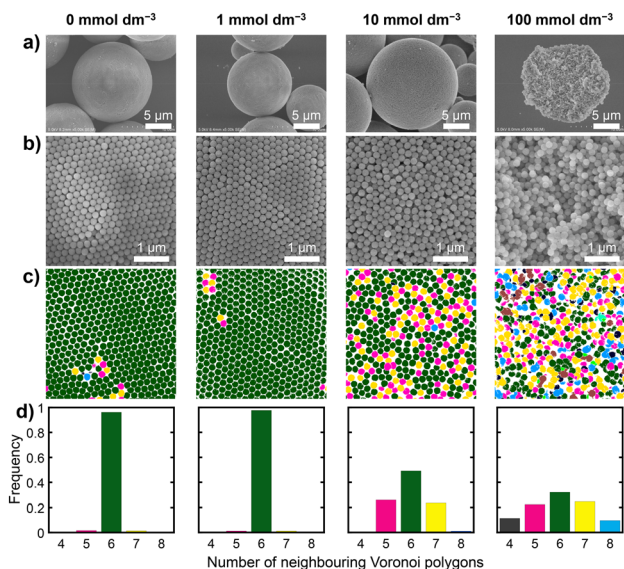 0 mmol dm⁻³ 1 mmol dm⁻³ 10 mmol dm⁻³ 100 mmol dm⁻³
a)
5 µm 5 µm 5 µm 5 µm
b)
1 µm 1 µm 1 µm 1 µm
c)
d)
Frequency
1
0.8
0.6
0.4
0.2
0
4 5 6 7 8 4 5 6 7 8 4 5 6 7 8 4 5 6 7 8
Number of neighbouring Voronoi polygons